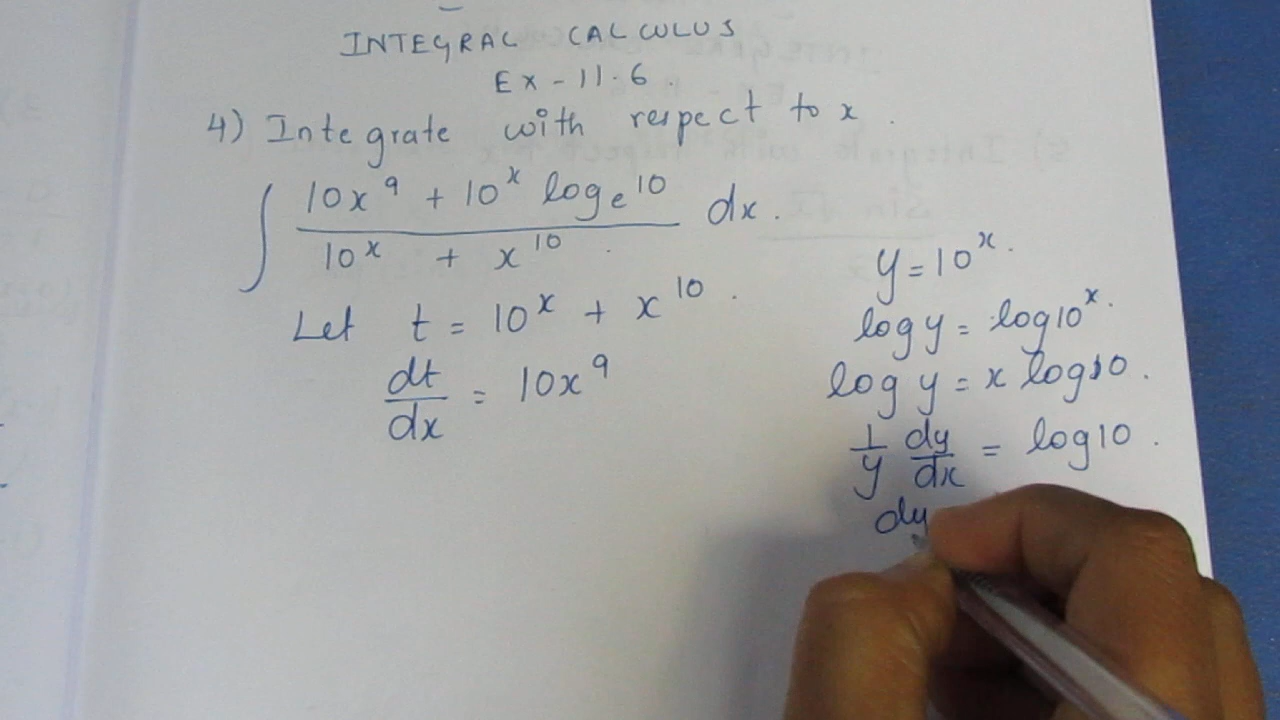 INTEGRAL CALCULUS
Ex - 11.6
4) Integrate with respect to x.
∫ (10x⁹ + 10ˣ logₑ10) / (10ˣ + x¹⁰) dx.
Let t = 10ˣ + x¹⁰.
dt/dx = 10x⁹
y = 10ˣ.
log y = log10ˣ.
log y = x log10.
1/y dy/dx = log10.
dy